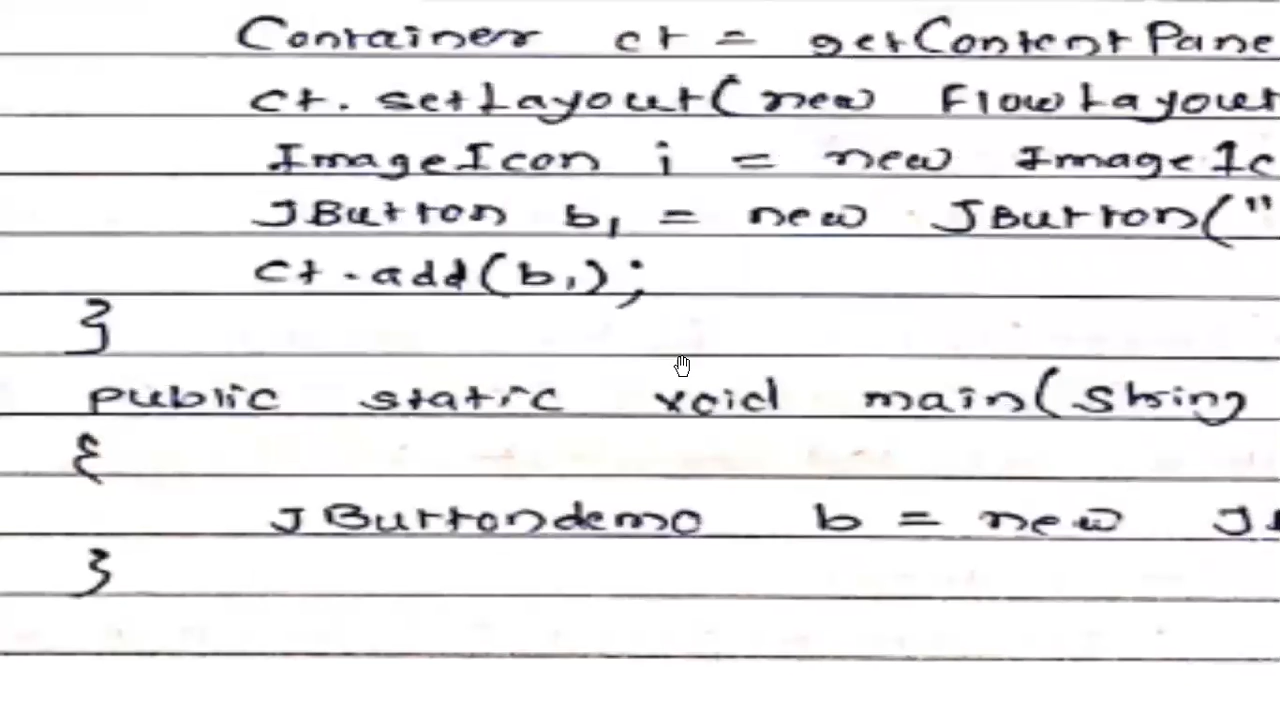 Container ct = getContentPane
ct.setLayout(new FlowLayout
ImageIcon i = new ImageIc
JButton b1 = new JButton("
ct.add(b1);
}
public static void main(String
{
JButtondemo b = new J
}